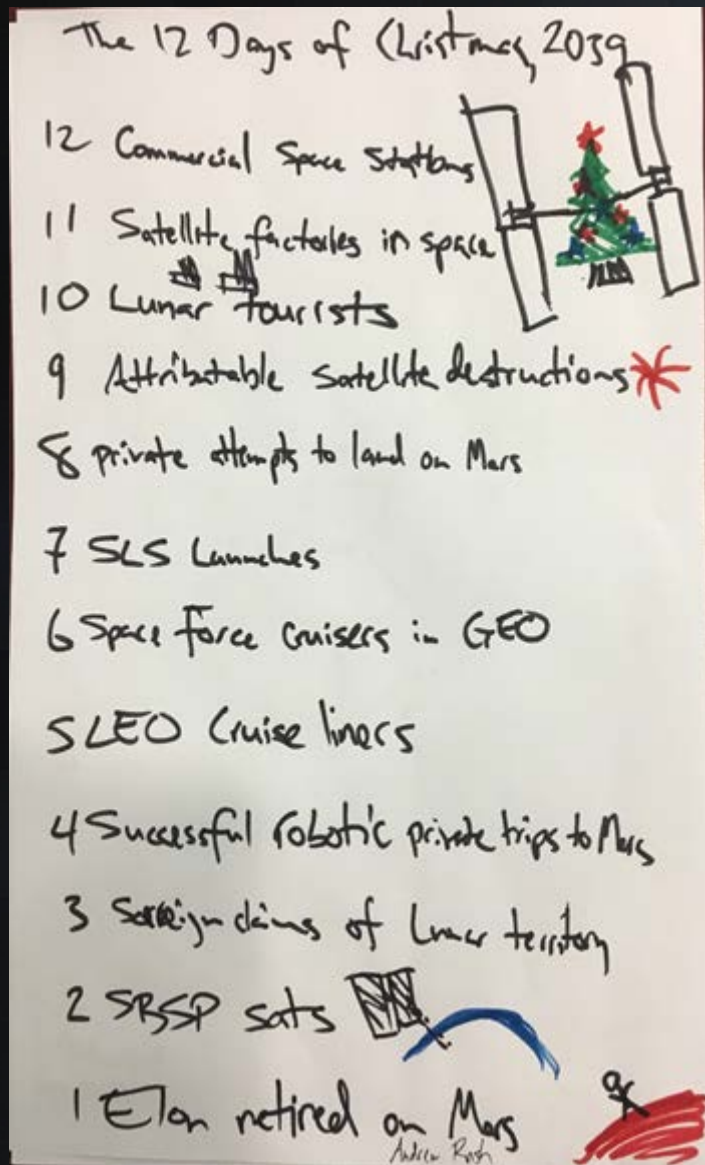 The 12 Days of Christmas, 2039
12 Commercial Space Stations
11 Satellite factories in space
10 Lunar tourists
9 Attributable satellite destructions
8 private attempts to land on Mars
7 SLS Launches
6 Space Force cruisers in GEO
5 LEO Cruise liners
4 Successful robotic private trips to Mars
3 claims of Lunar territory
2 SBSP sats
1 Elon retired on Mars
Andrew Rush